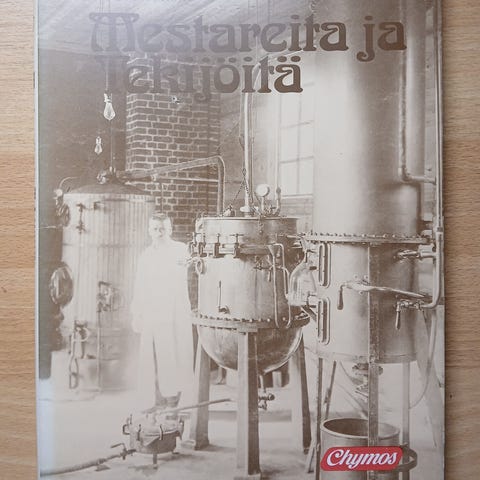 Mestareita ja
Tekijöitä
Chymos